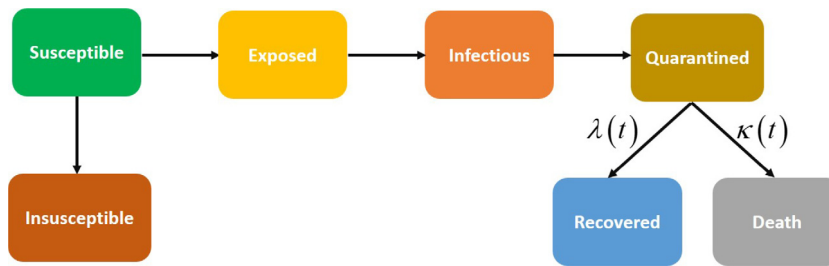 Susceptible
Exposed
Infectious
Quarantined
λ(t)
κ(t)
Insusceptible
Recovered
Death